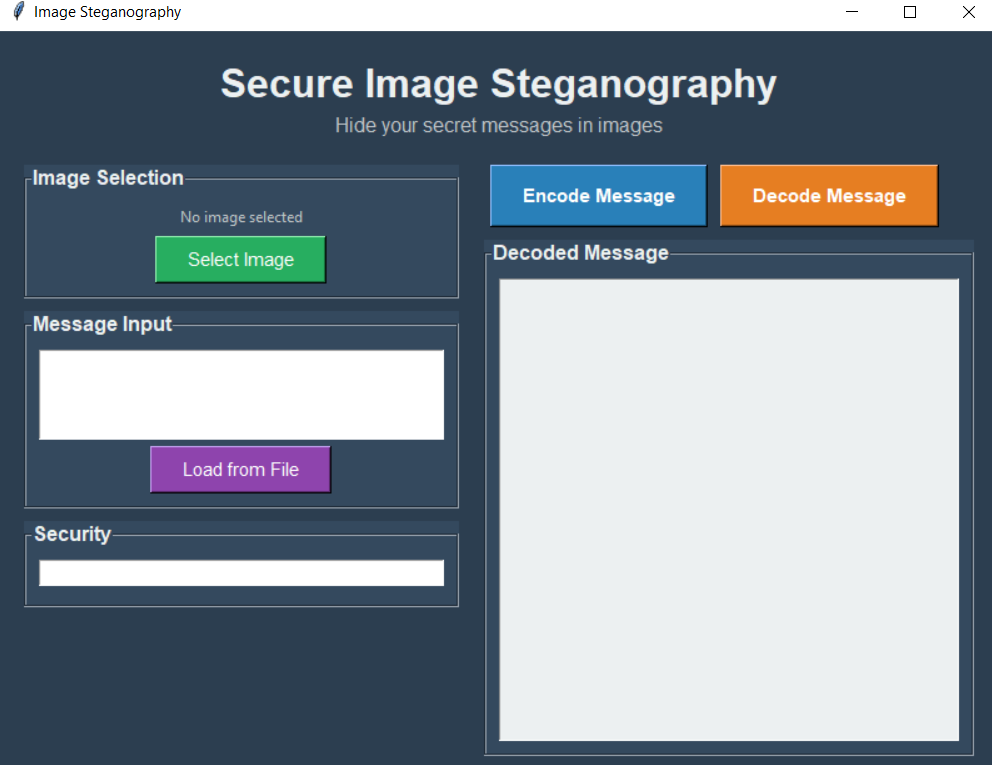 Image Steganography
Secure Image Steganography
Hide your secret messages in images
Image Selection
No image selected
Select Image
Message Input
Load from File
Security
Encode Message
Decode Message
Decoded Message